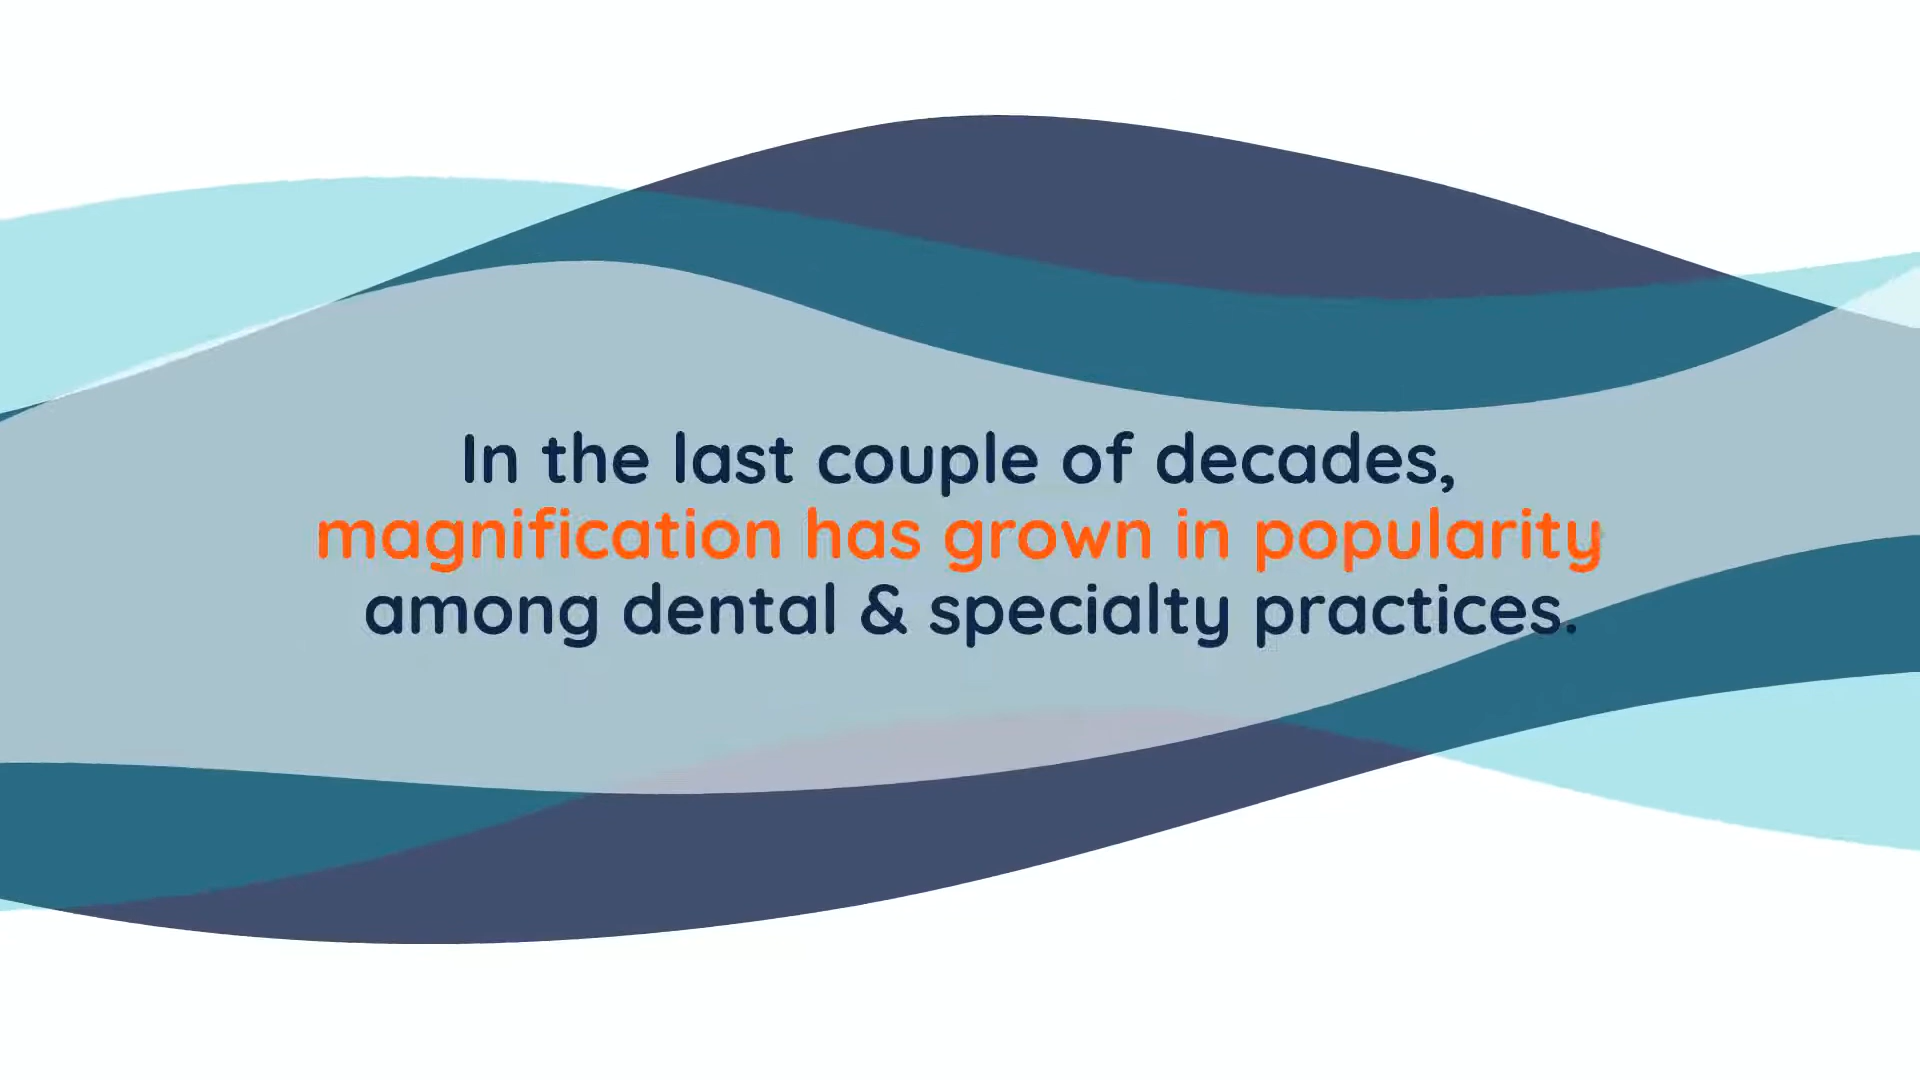 In the last couple of decades,
magnification has grown in popularity
among dental & specialty practices.